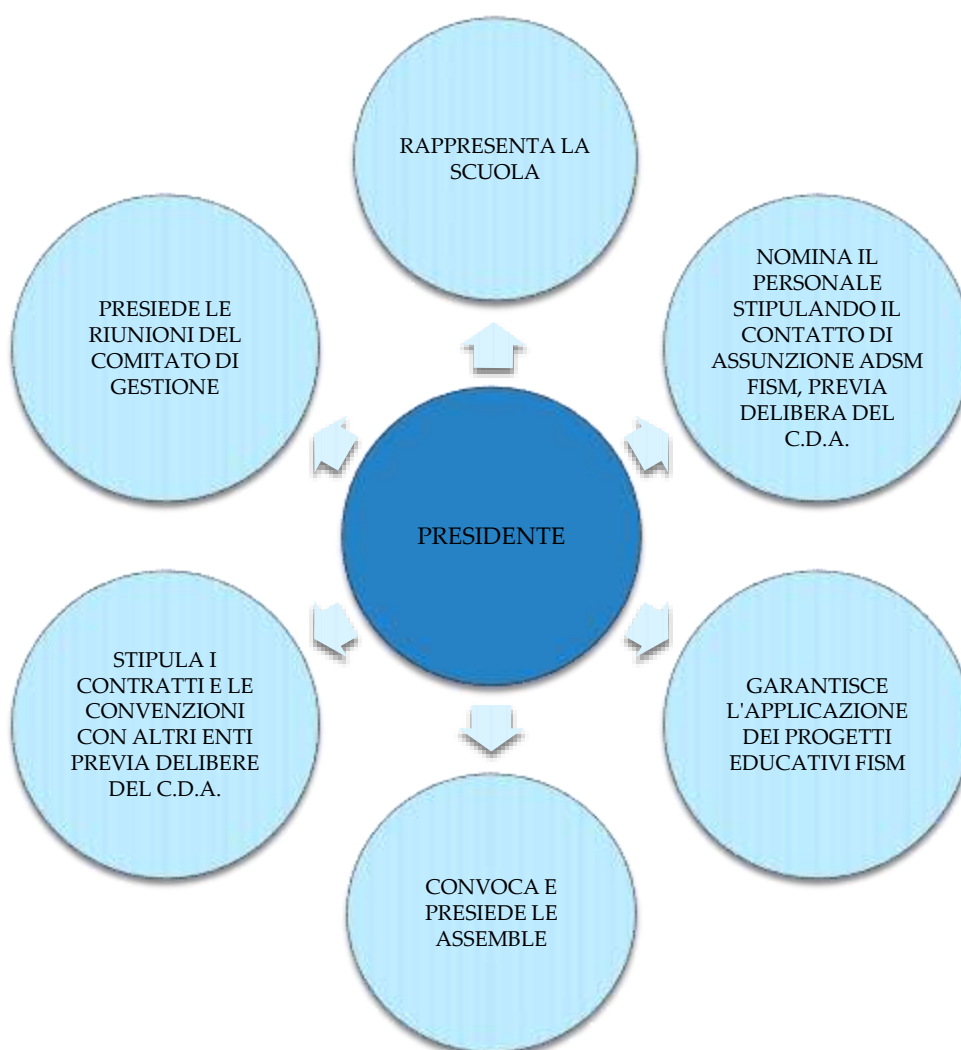 RAPPRESENTA LA
SCUOLA
NOMINA IL
PERSONALE
STIPULANDO IL
CONTATTO DI
ASSUNZIONE ADSM
FISM, PREVIA
DELIBERA DEL
C.D.A.
GARANTISCE
L'APPLICAZIONE
DEI PROGETTI
EDUCATIVI FISM
CONVOCA E
PRESIEDE LE
ASSEMBLE
STIPULA I
CONTRATTI E LE
CONVENZIONI
CON ALTRI ENTI
PREVIA DELIBERE
DEL C.D.A.
PRESIEDE LE
RIUNIONI DEL
COMITATO DI
GESTIONE
PRESIDENTE